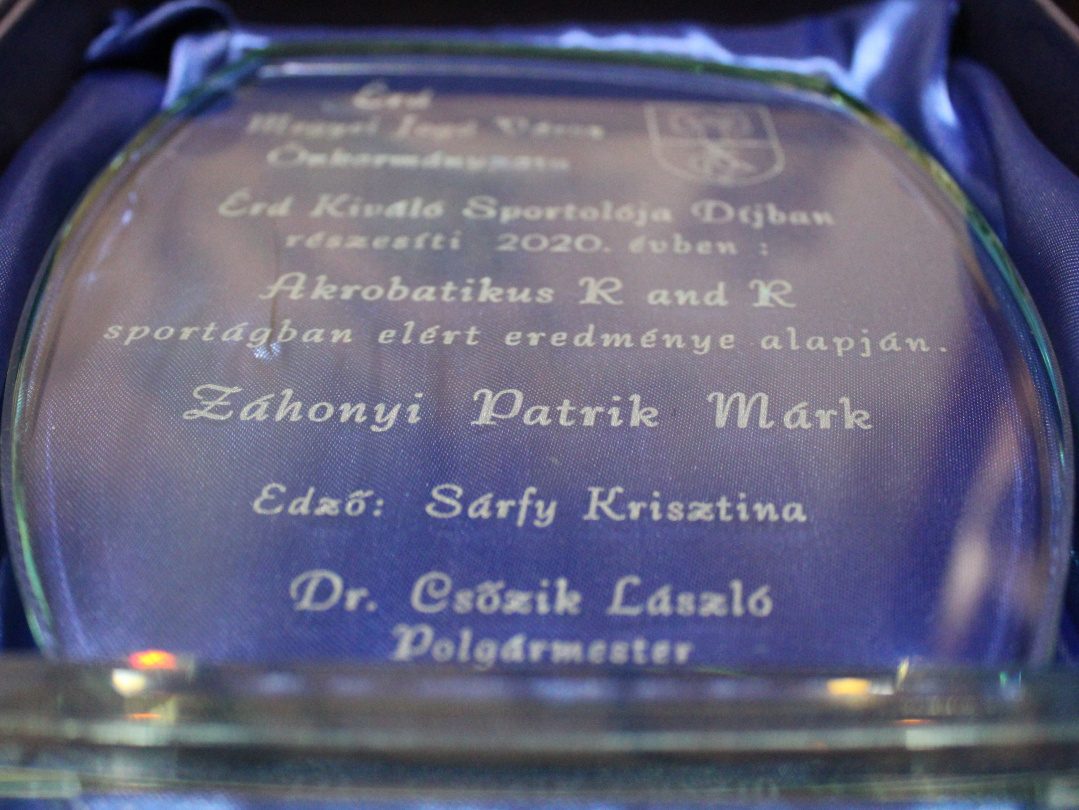 Érd
Megyei Jogú Város
Önkormányzata
Érd Kiváló Sportolója Díjban
részesíti 2020. évben :
Akrobatikus R and R
sportágban elért eredménye alapján.
Záhonyi Patrik Márk
Edző: Sárfy Krisztina
Dr. Csőzik László
Polgármester